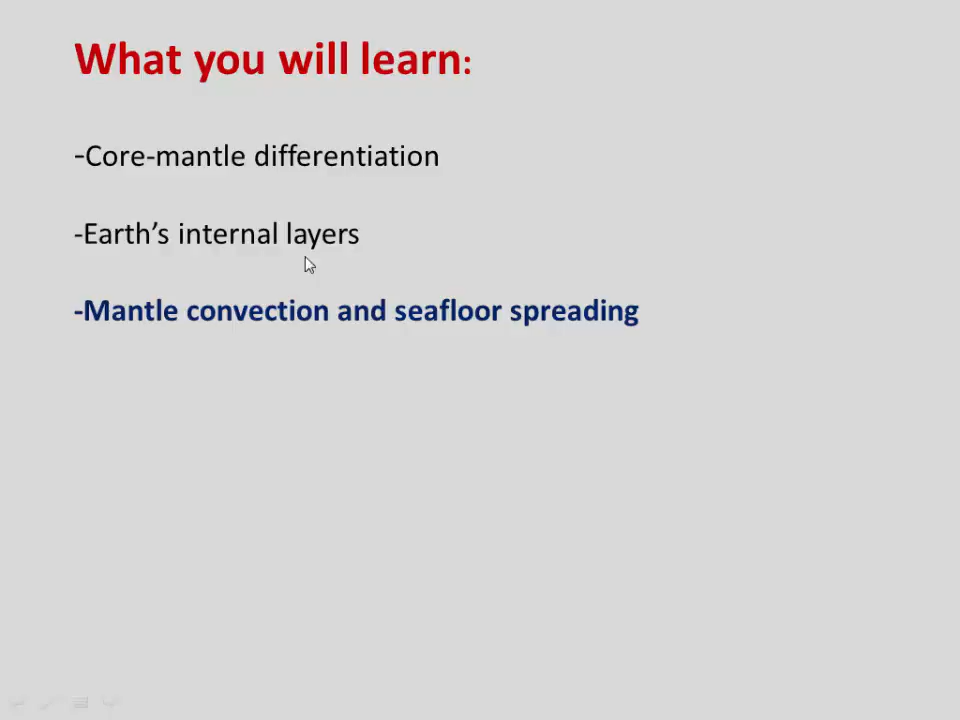 What you will learn:
-Core-mantle differentiation
-Earth’s internal layers
-Mantle convection and seafloor spreading